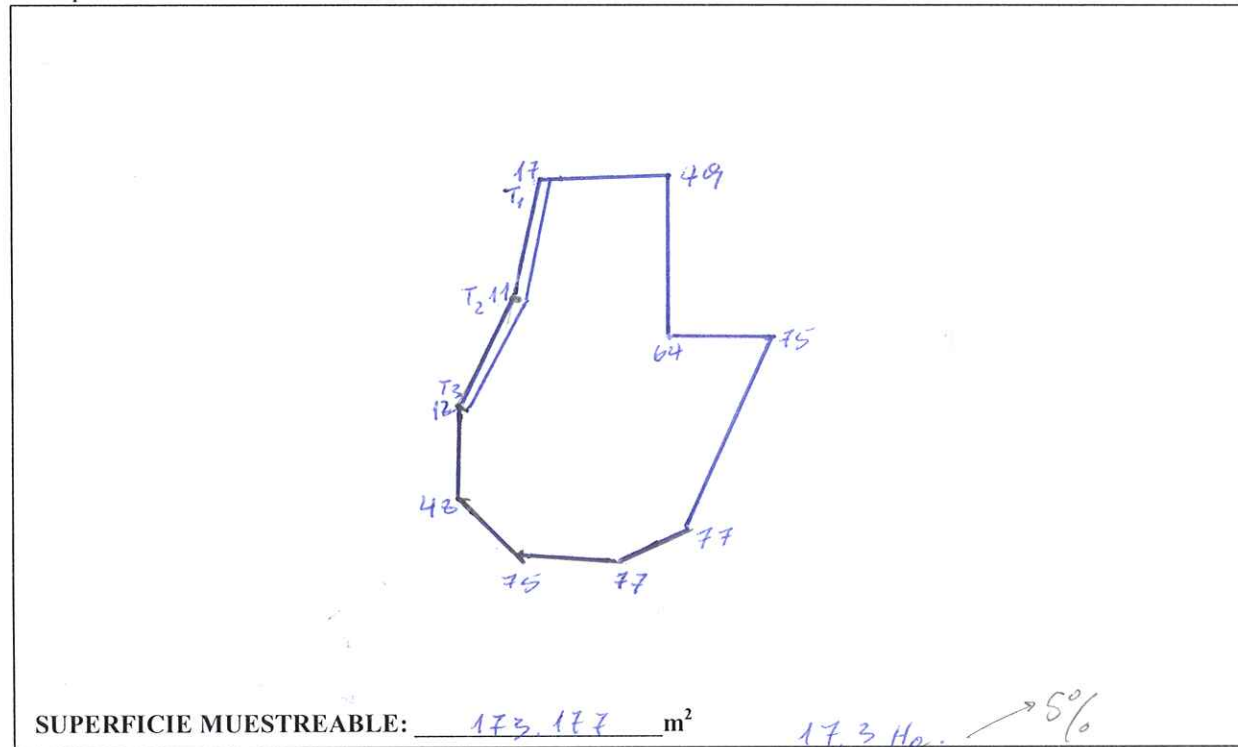 17 49
T₁
T₂ 11
64 75
T3
12
48
77
75 77
SUPERFICIE MUESTREABLE: 173.177 m²
17.3 Ha. → 5%